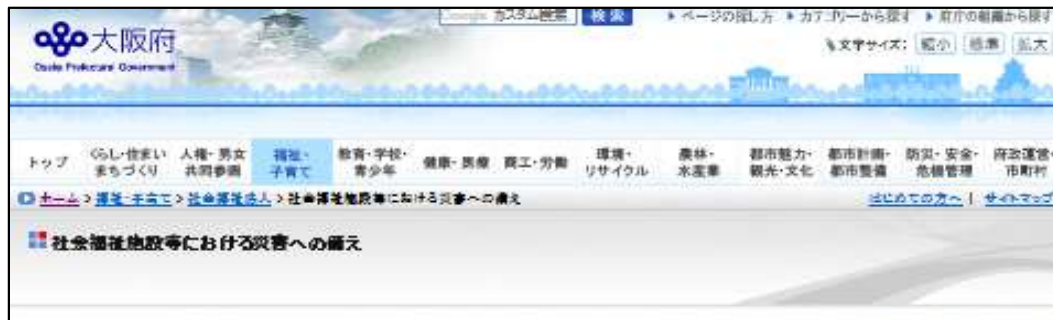 カスタム検索 検索 ▶ ページの探し方 ▶ カテゴリーから探す ▶ 府庁の組織から探す
大阪府
Osaka Prefectural Government
文字サイズ: 縮小 標準 拡大
トップ くらし・住まい・まちづくり 人権・男女共同参画 福祉・子育て 教育・学校・青少年 健康・医療 商工・労働 環境・リサイクル 農林・水産業 都市魅力・観光・文化 都市計画・都市整備 防災・安全・危機管理 府政運営・市町村
ホーム > 福祉・子育て > 社会福祉法人 > 社会福祉施設等における災害への備え はじめての方へ | サイトマップ
社会福祉施設等における災害への備え